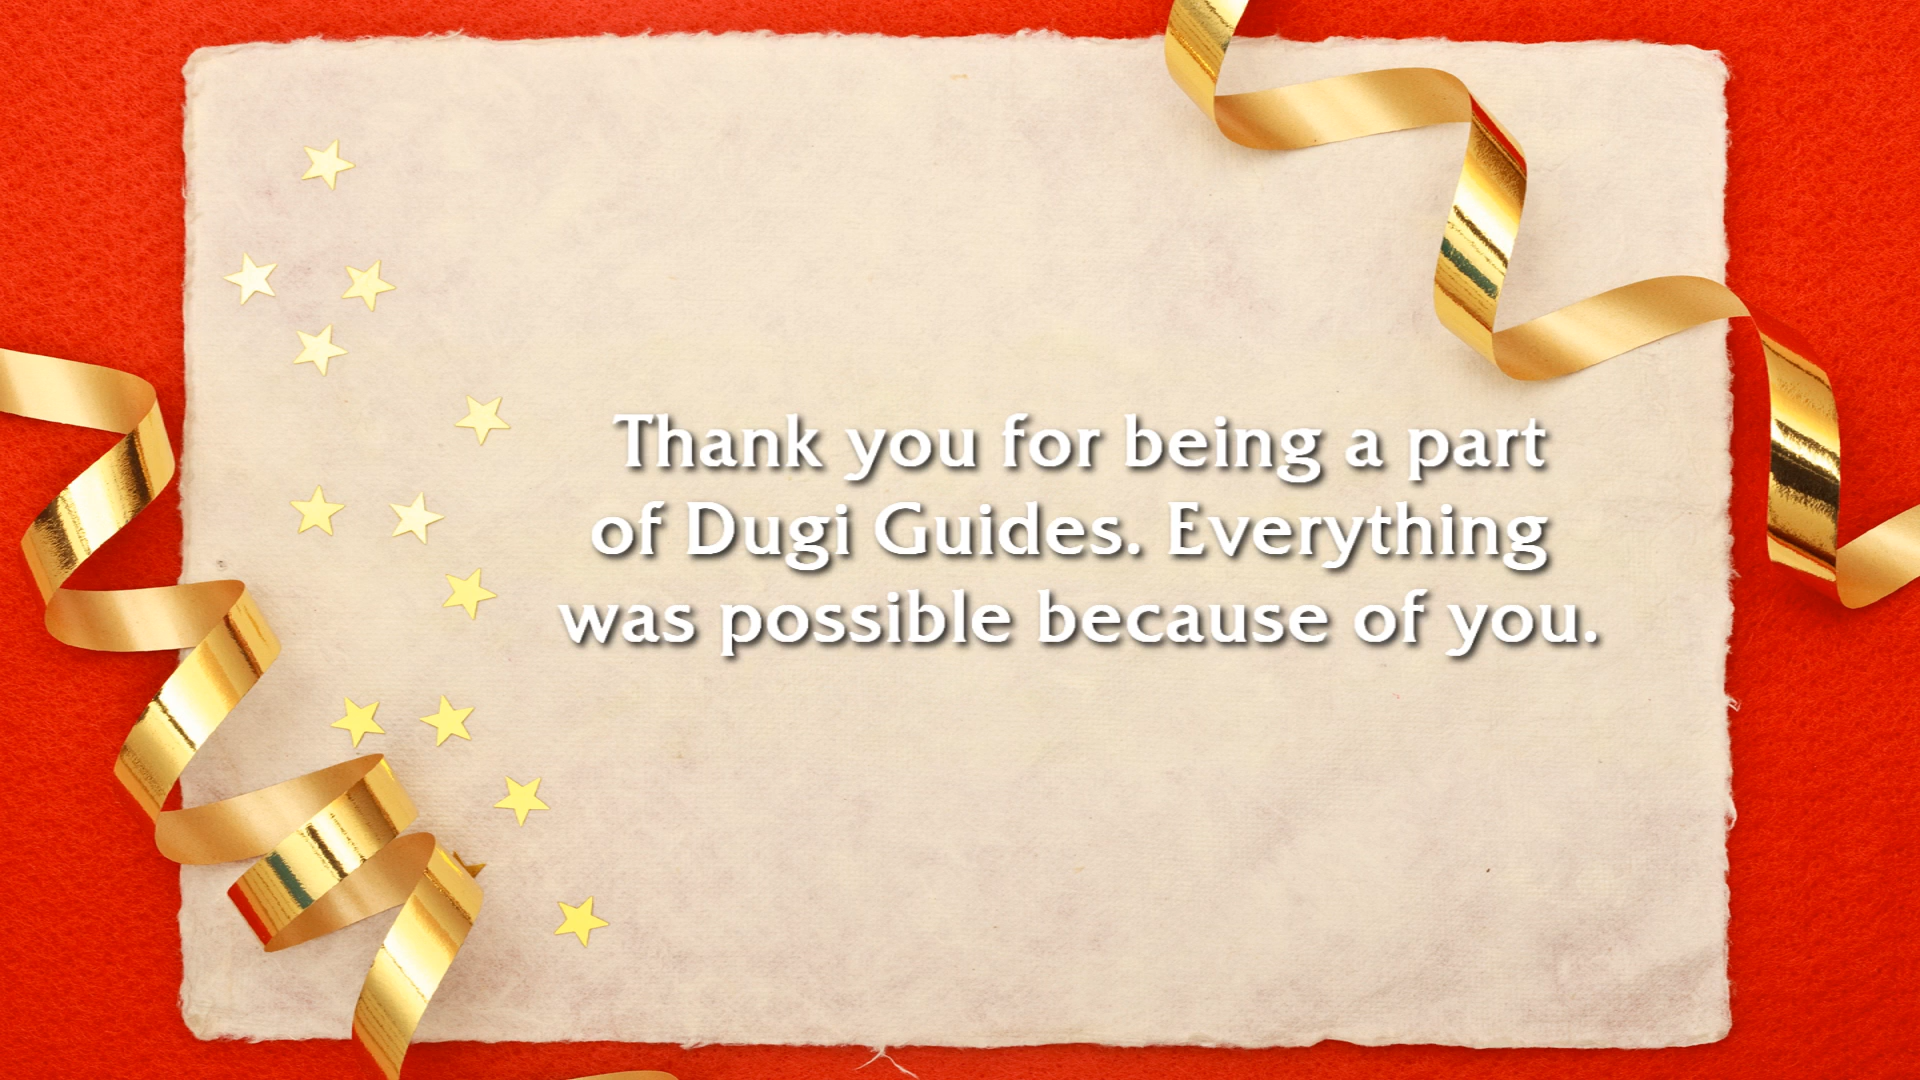 Thank you for being a part
of Dugi Guides. Everything
was possible because of you.